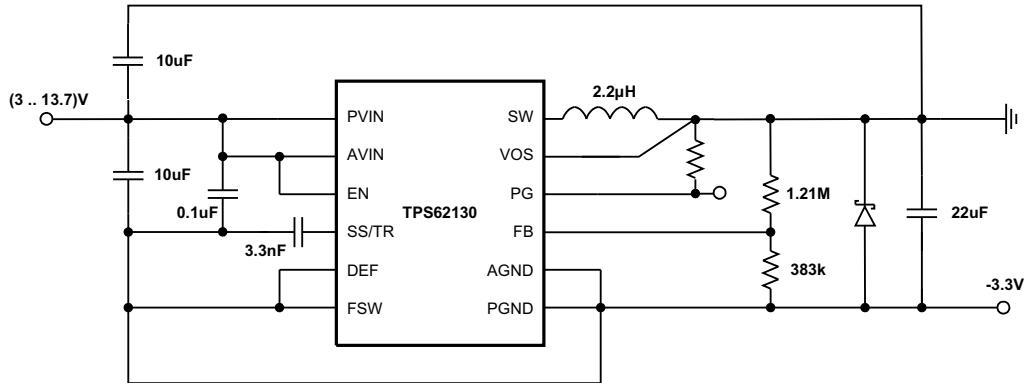 10uF
(3 .. 13.7)V
10uF
0.1uF
3.3nF
PVIN
AVIN
EN
SS/TR
DEF
FSW
TPS62130
SW
VOS
PG
FB
AGND
PGND
2.2µH
1.21M
383k
22uF
-3.3V